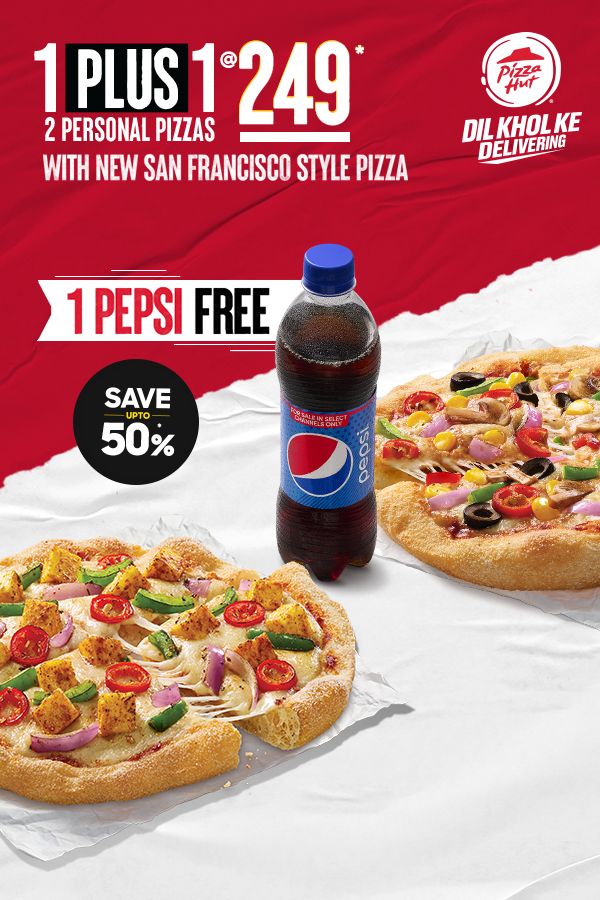 1 PLUS 1 @ 249*
2 PERSONAL PIZZAS
WITH NEW SAN FRANCISCO STYLE PIZZA
Pizza
Hut
®
DIL KHOL KE
DELIVERING
1 PEPSI FREE
SAVE
UPTO
50%*
FOR SALE IN SELECT
CHANNELS ONLY
pepsi